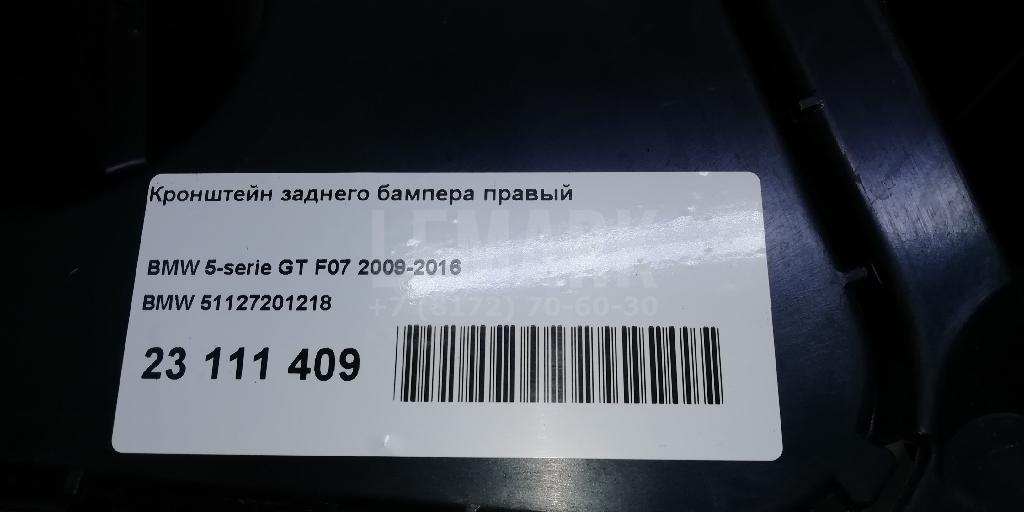 Кронштейн заднего бампера правый
LEMARK
BMW 5-serie GT F07 2009-2016
BMW 51127201218
+7 (8172) 70-60-30
23 111 409